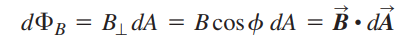 dΦ_B = B_⊥ dA = B cos ϕ dA = B⃗ • dA⃗